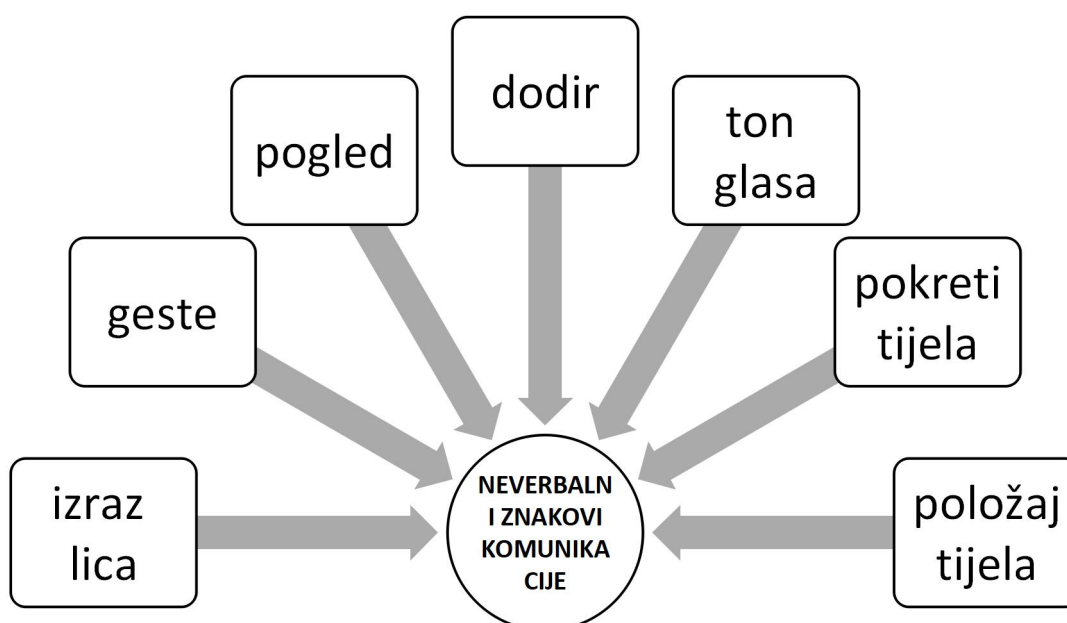 dodir
pogled
ton
glasa
geste
pokreti
tijela
izraz
lica
NEVERBALN
I ZNAKOVI
KOMUNIKA
CIJE
položaj
tijela